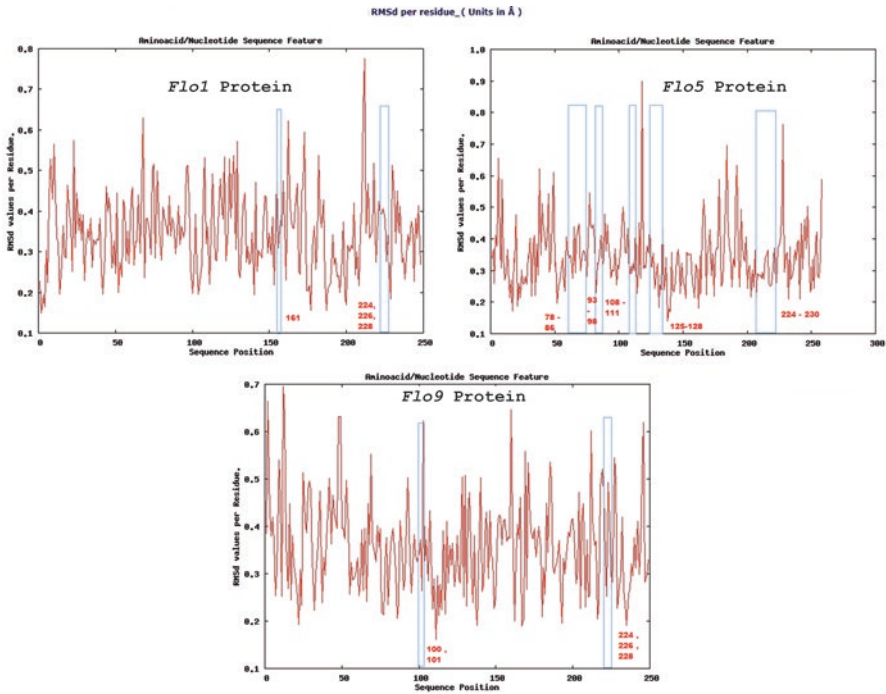 RMSd per residue_( Units in Å )
Aminoacid/Nucleotide Sequence Feature
Flo1 Protein
RMSd values per Residue.
0.8
0.7
0.6
0.5
0.4
0.3
0.2
0.1
161
224,
226,
228
0 50 100 150 200 250
Sequence Position
Aminoacid/Nucleotide Sequence Feature
Flo5 Protein
RMSd values per Residue.
1.0
0.9
0.8
0.7
0.6
0.5
0.4
0.3
0.2
0.1
78 -
86
93
-
98
108 -
111
125-128
224 - 230
0 50 100 150 200 250 300
Sequence Position
Aminoacid/Nucleotide Sequence Feature
Flo9 Protein
RMSd values per Residue.
0.7
0.6
0.5
0.4
0.3
0.2
0.1
100 ,
101
224 ,
226 ,
228
0 50 100 150 200 250
Sequence Position